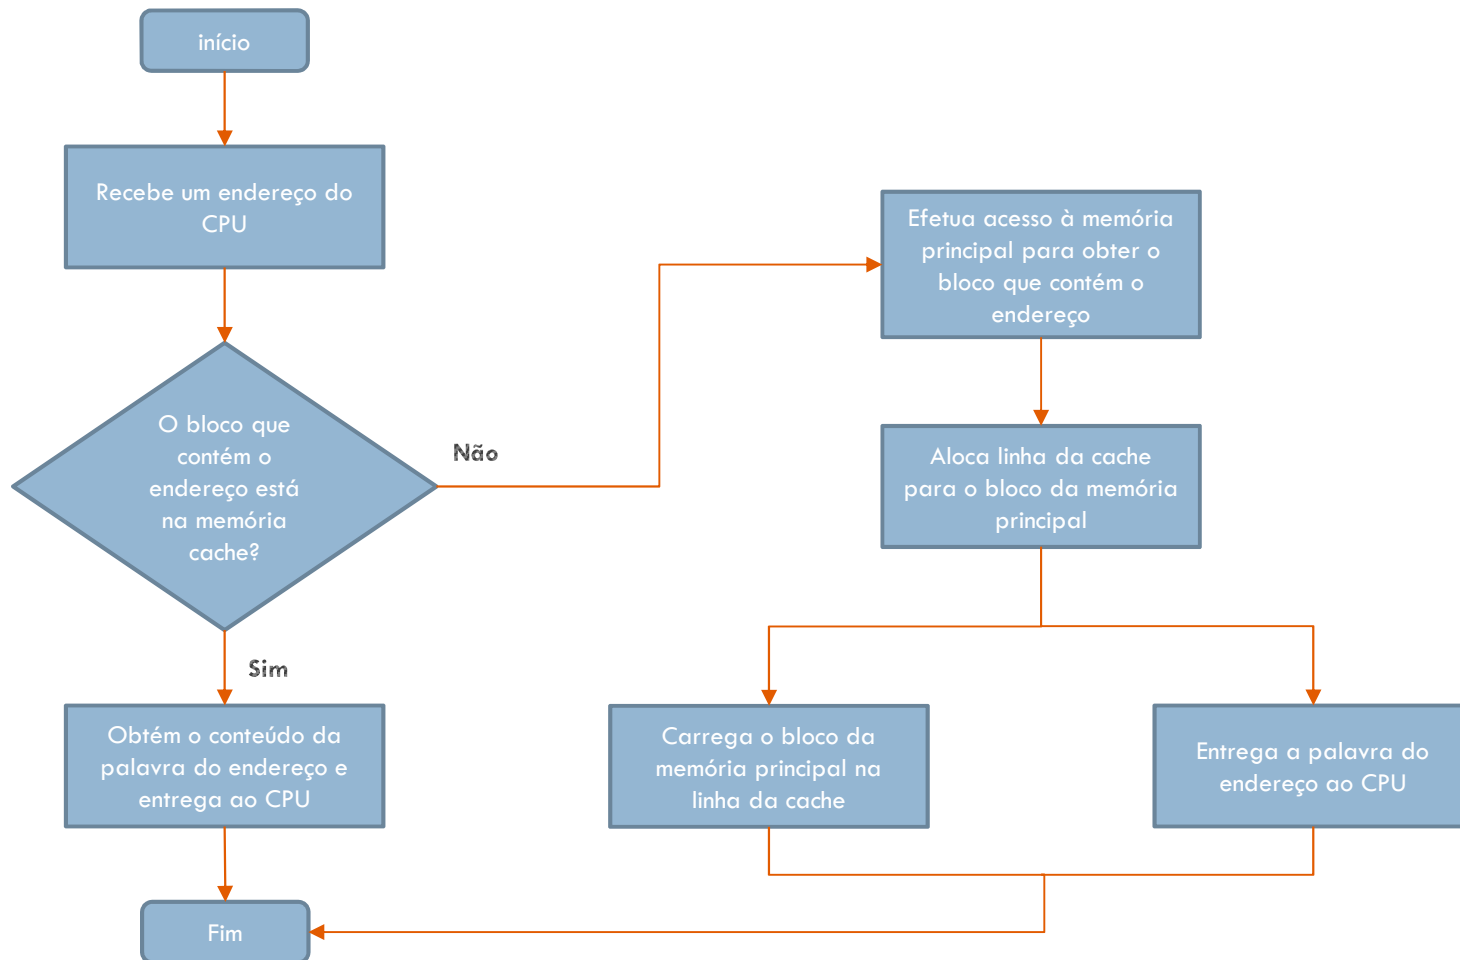 início
Recebe um endereço do
CPU
O bloco que
contém o
endereço está
na memória
cache?
Não
Sim
Obtém o conteúdo da
palavra do endereço e
entrega ao CPU
Fim
Efetua acesso à memória
principal para obter o
bloco que contém o
endereço
Aloca linha da cache
para o bloco da memória
principal
Carrega o bloco da
memória principal na
linha da cache
Entrega a palavra do
endereço ao CPU